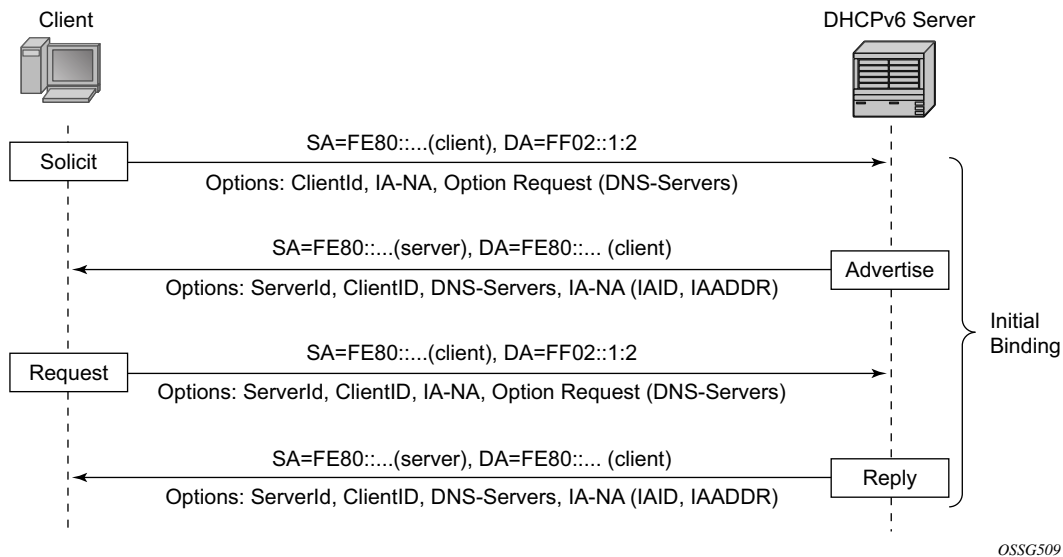 Client
DHCPv6 Server
SA=FE80::...(client), DA=FF02::1:2
Solicit
Options: ClientId, IA-NA, Option Request (DNS-Servers)
SA=FE80::...(server), DA=FE80::... (client)
Advertise
Options: ServerId, ClientID, DNS-Servers, IA-NA (IAID, IAADDR)
Initial
Binding
SA=FE80::...(client), DA=FF02::1:2
Request
Options: ServerId, ClientID, IA-NA, Option Request (DNS-Servers)
SA=FE80::...(server), DA=FE80::... (client)
Reply
Options: ServerId, ClientID, DNS-Servers, IA-NA (IAID, IAADDR)
OSSG509